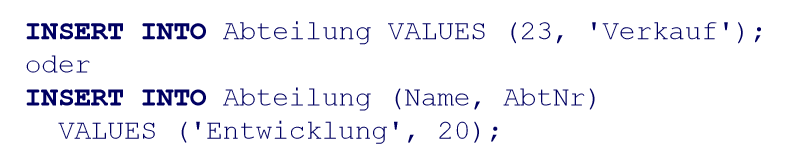 INSERT INTO Abteilung VALUES (23, 'Verkauf');
oder
INSERT INTO Abteilung (Name, AbtNr)
VALUES ('Entwicklung', 20);